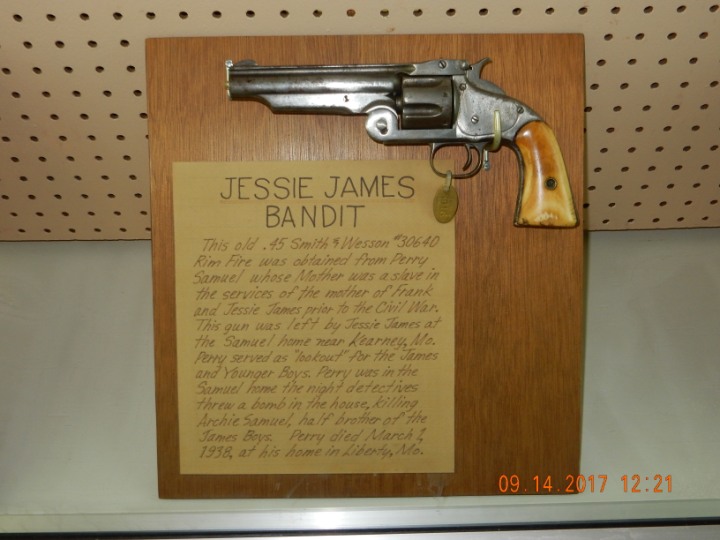 JESSIE JAMES
BANDIT
This old .45 Smith & Wesson #30640
Rim Fire was obtained from Perry
Samuel whose Mother was a slave in
the services of the mother of Frank
and Jessie James prior to the Civil War.
This gun was left by Jessie James at
the Samuel home near Kearney, Mo.
Perry served as "lookout" for the James
and Younger Boys. Perry was in the
Samuel home the night detectives
threw a bomb in the house, killing
Archie Samuel, half brother of the
James Boys. Perry died March 1,
1938, at his home in Liberty, Mo.
09.14.2017 12:21